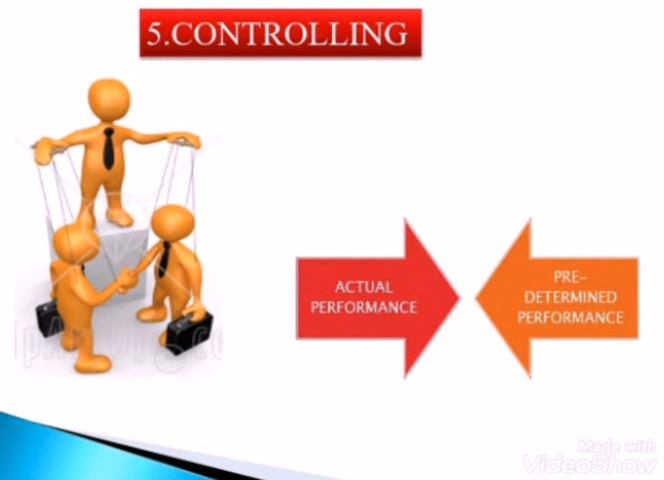 5.CONTROLLING
ACTUAL
PERFORMANCE
PRE-
DETERMINED
PERFORMANCE
Made with
VideoShow